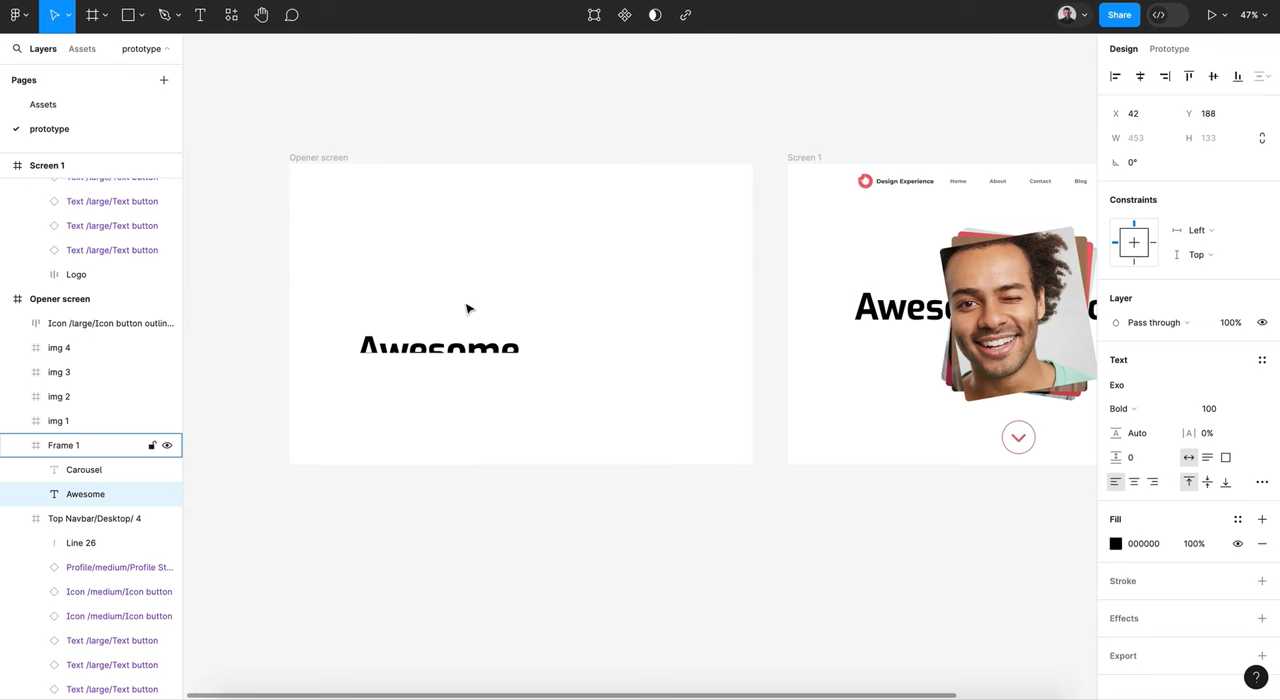 Share
47%
Layers
Assets
prototype
Pages
Assets
prototype
Screen 1
Text /large/Text button
Text /large/Text button
Text /large/Text button
Text /large/Text button
Logo
Opener screen
Icon /large/Icon button outlin...
img 4
img 3
img 2
img 1
Frame 1
Carousel
Awesome
Top Navbar/Desktop/ 4
Line 26
Profile/medium/Profile St...
Icon /medium/Icon button
Icon /medium/Icon button
Text /large/Text button
Text /large/Text button
Text /large/Text button
Opener screen
Awesome
Screen 1
Design Experience
Home
About
Contact
Blog
Design
Prototype
X 42
Y 188
W 453
H 133
0°
Constraints
Left
Top
Layer
Pass through
100%
Text
Exo
Bold
100
Auto
|A| 0%
0
Fill
000000
100%
Stroke
Effects
Export
?